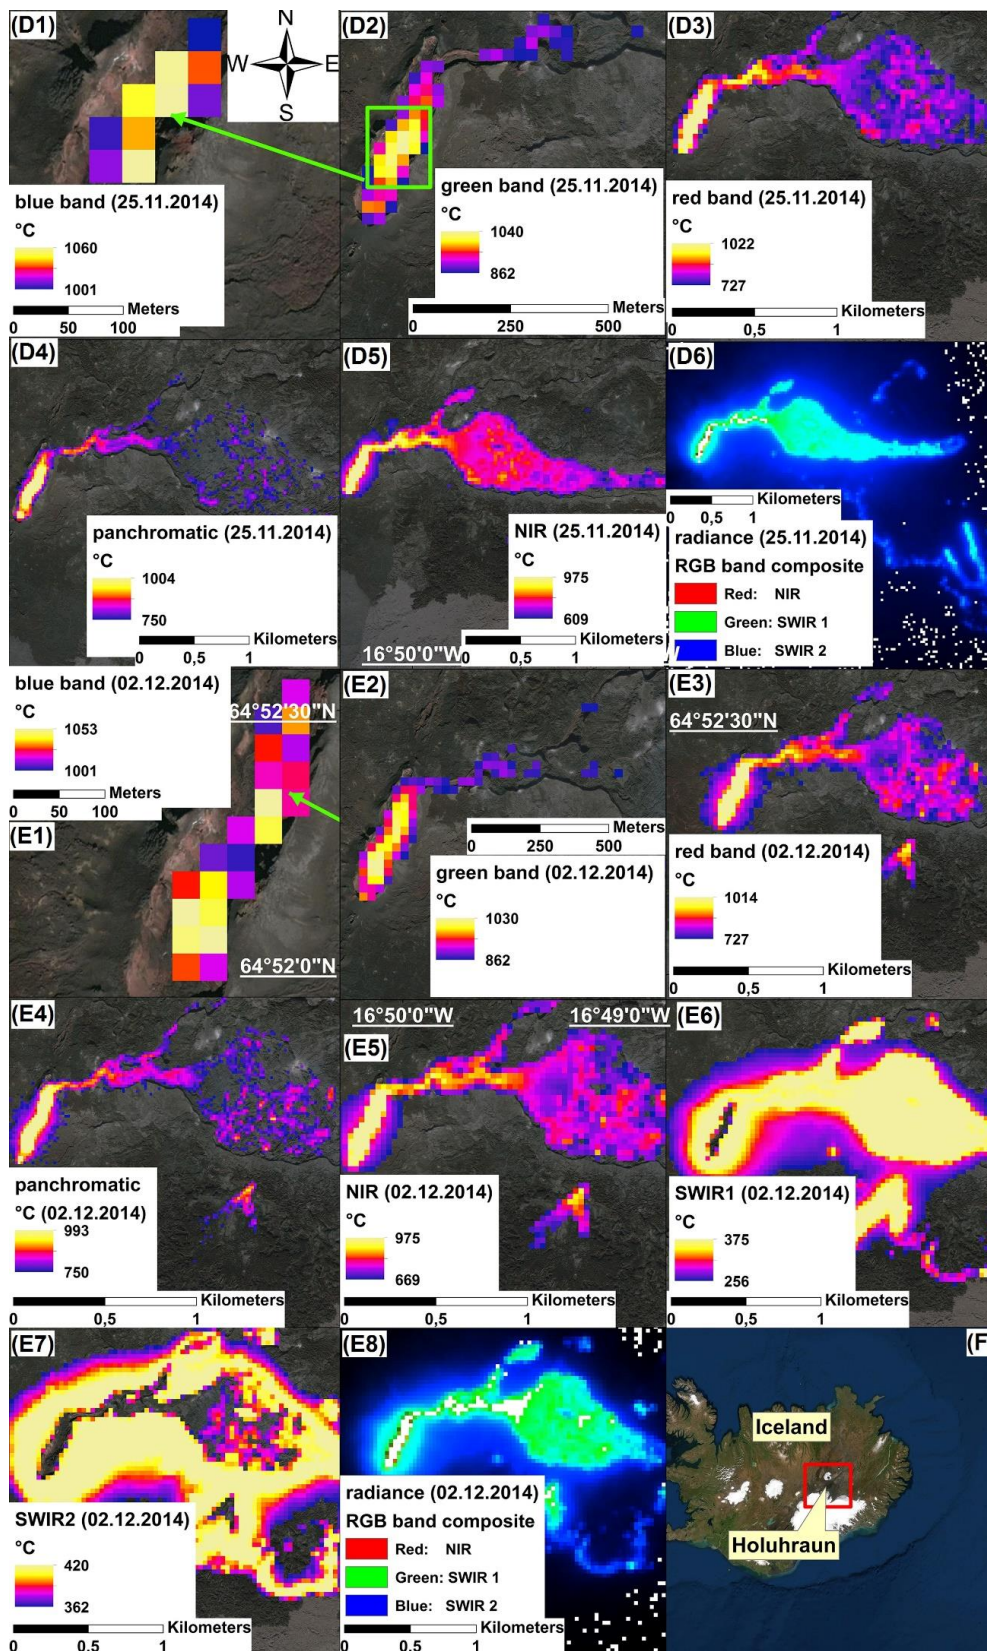 (D1)
N
W
E
S
blue band (25.11.2014)
°C
1060
1001
Meters
0 50 100
(D2)
green band (25.11.2014)
°C
1040
862
Meters
0 250 500
(D3)
red band (25.11.2014)
°C
1022
727
Kilometers
0 0,5 1
(D4)
panchromatic (25.11.2014)
°C
1004
750
Kilometers
0 0,5 1
(D5)
NIR (25.11.2014)
°C
975
609
Kilometers
0 0,5 1
16°50'0"W
(D6)
Kilometers
0 0,5 1
radiance (25.11.2014)
RGB band composite
Red: NIR
Green: SWIR 1
Blue: SWIR 2
blue band (02.12.2014)
°C
1053
1001
Meters
0 50 100
(E1)
64°52'30"N
64°52'0"N
(E2)
Meters
0 250 500
green band (02.12.2014)
°C
1030
862
(E3)
64°52'30"N
red band (02.12.2014)
°C
1014
727
Kilometers
0 0,5 1
(E4)
panchromatic
°C (02.12.2014)
993
750
Kilometers
0 0,5 1
16°50'0"W
16°49'0"W
(E5)
NIR (02.12.2014)
°C
975
669
Kilometers
0 0,5 1
(E6)
SWIR1 (02.12.2014)
°C
375
256
Kilometers
0 0,5 1
(E7)
SWIR2 (02.12.2014)
°C
420
362
Kilometers
0 0,5 1
(E8)
radiance (02.12.2014)
RGB band composite
Red: NIR
Green: SWIR 1
Blue: SWIR 2
Kilometers
0 0,5 1
(F
Iceland
Holuhraun